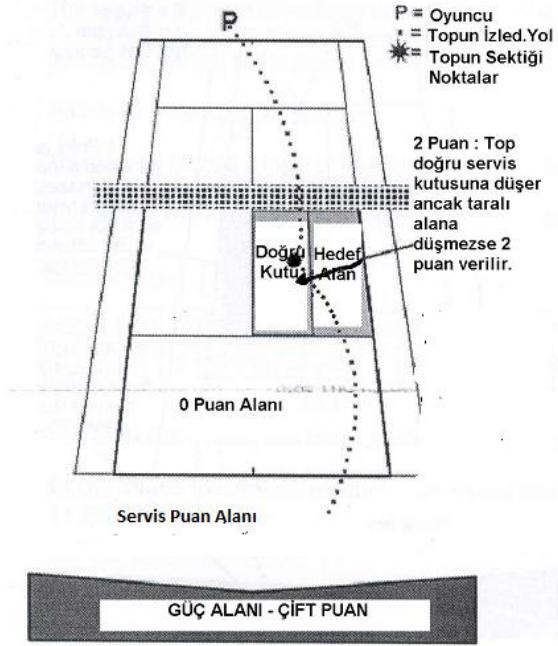 P
P = Oyuncu
= Topun İzled.Yol
= Topun Sektiği
Noktalar
2 Puan : Top
doğru servis
kutusuna düşer
ancak taralı
alana
düşmezse 2
puan verilir.
Doğru Hedef
Kutu Alan
0 Puan Alanı
Servis Puan Alanı
GÜÇ ALANI - ÇİFT PUAN